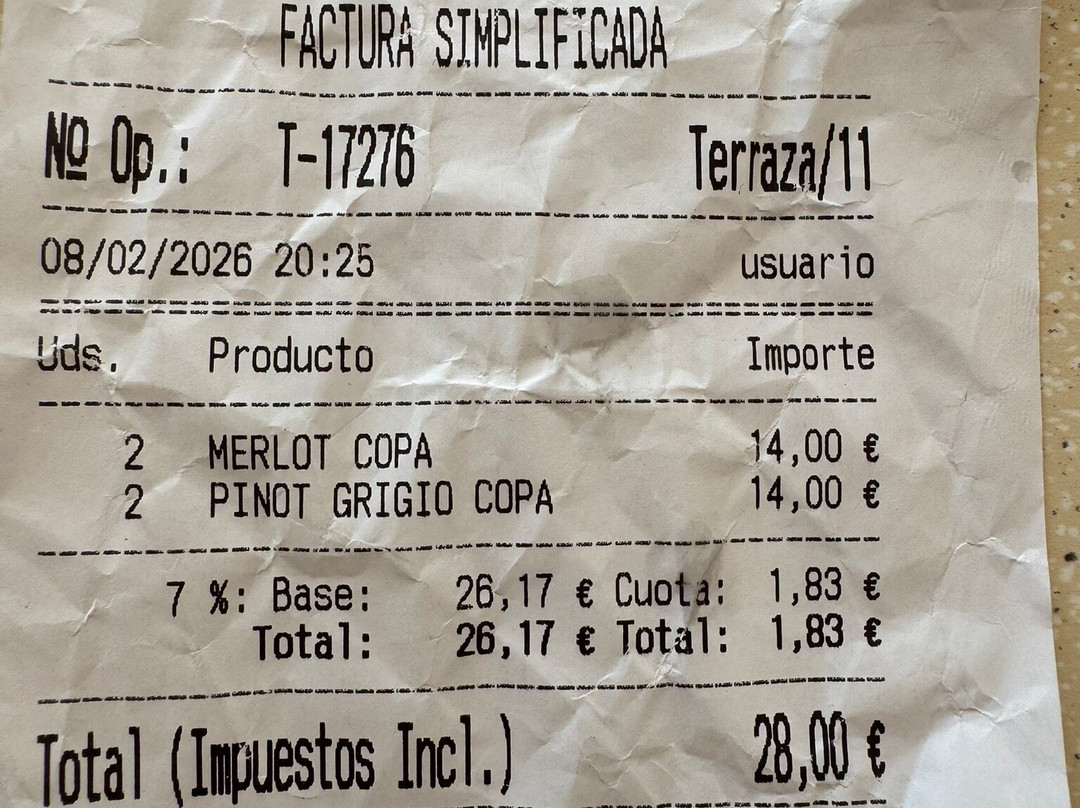 FACTURA SIMPLIFICADA
Nº Op.: T-17276 Terraza/11
08/02/2026 20:25 usuario
Uds. Producto Importe
2 MERLOT COPA 14,00 €
2 PINOT GRIGIO COPA 14,00 €
7 %: Base: 26,17 € Cuota: 1,83 €
Total: 26,17 € Total: 1,83 €
Total (Impuestos Incl.) 28,00 €